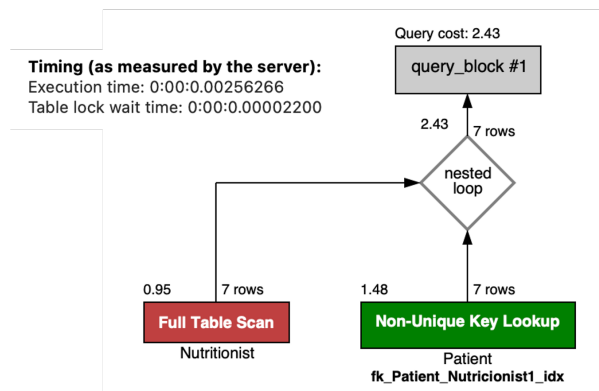 Query cost: 2.43
query_block #1
Timing (as measured by the server):
Execution time: 0:00:0.00256266
Table lock wait time: 0:00:0.00002200
2.43
7 rows
nested
loop
0.95
7 rows
1.48
7 rows
Full Table Scan
Non-Unique Key Lookup
Nutritionist
Patient
fk_Patient_Nutricionist1_idx